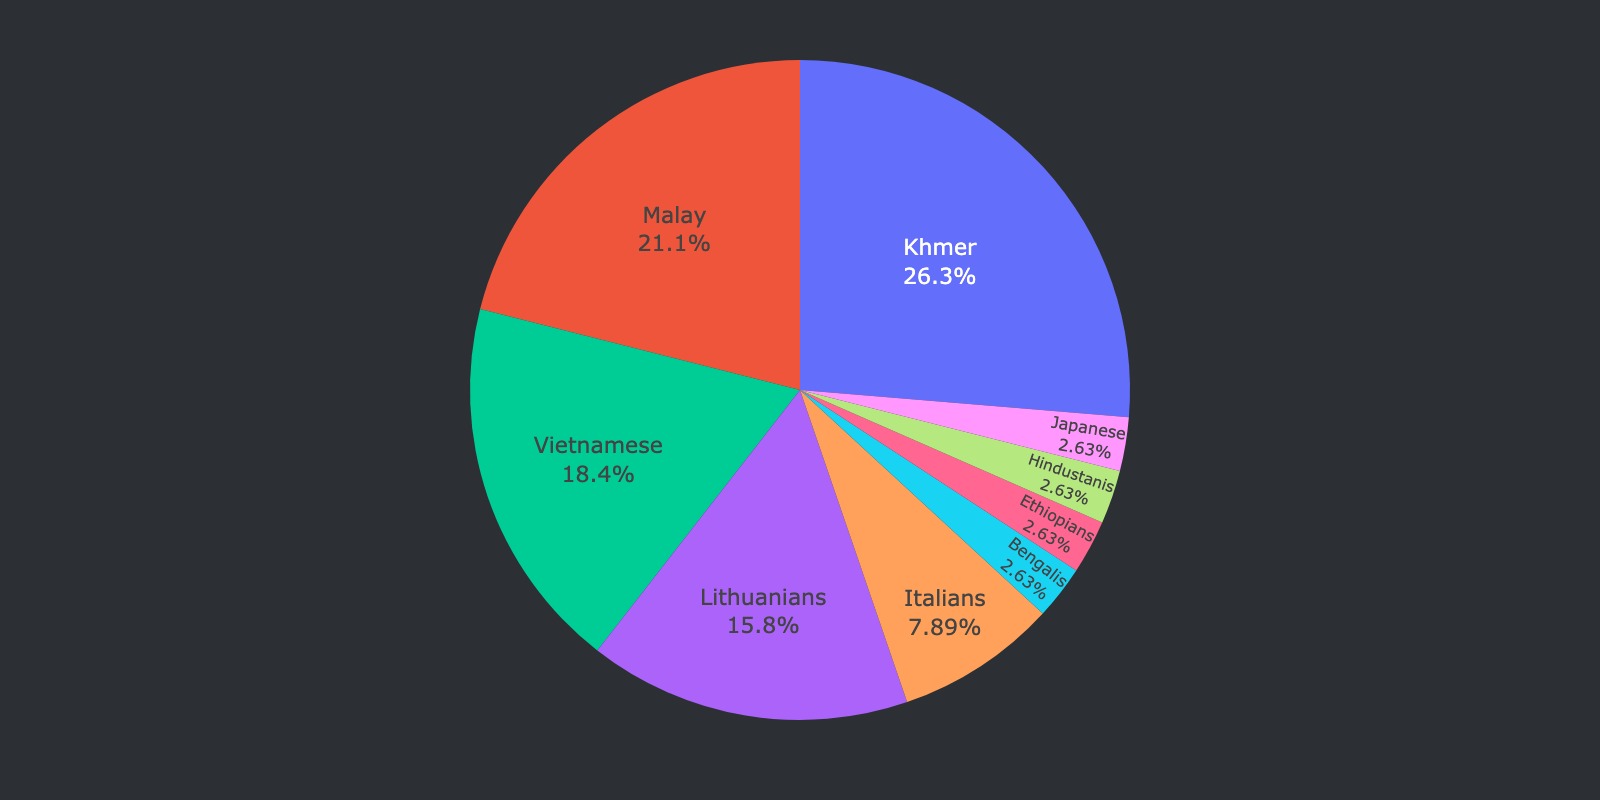 Khmer
26.3%
Malay
21.1%
Vietnamese
18.4%
Lithuanians
15.8%
Italians
7.89%
Bengalis
2.63%
Ethiopians
2.63%
Hindustanis
2.63%
Japanese
2.63%